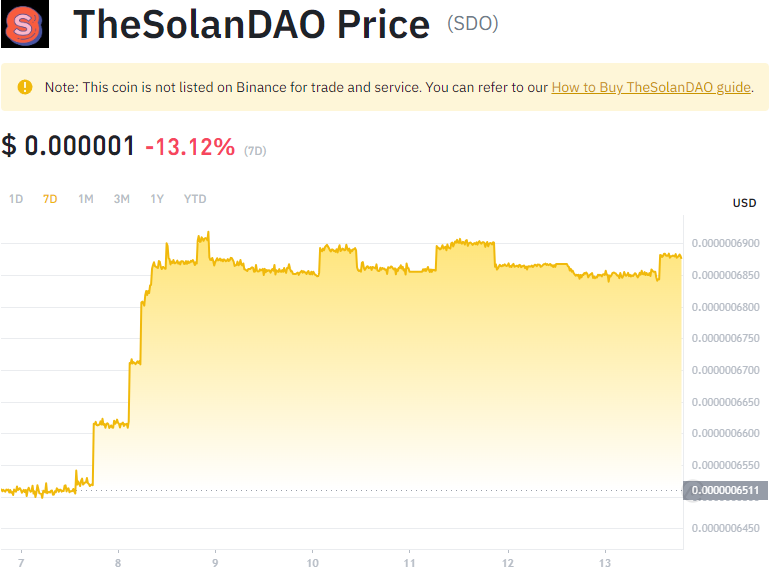 TheSolanDAO Price (SDO)
Note: This coin is not listed on Binance for trade and service. You can refer to our How to Buy TheSolanDAO guide.
$ 0.000001 -13.12% (7D)
1D 7D 1M 3M 1Y YTD
USD
0.0000006900
0.0000006850
0.0000006800
0.0000006750
0.0000006700
0.0000006650
0.0000006600
0.0000006550
0.0000006511
0.0000006450
7 8 9 10 11 12 13